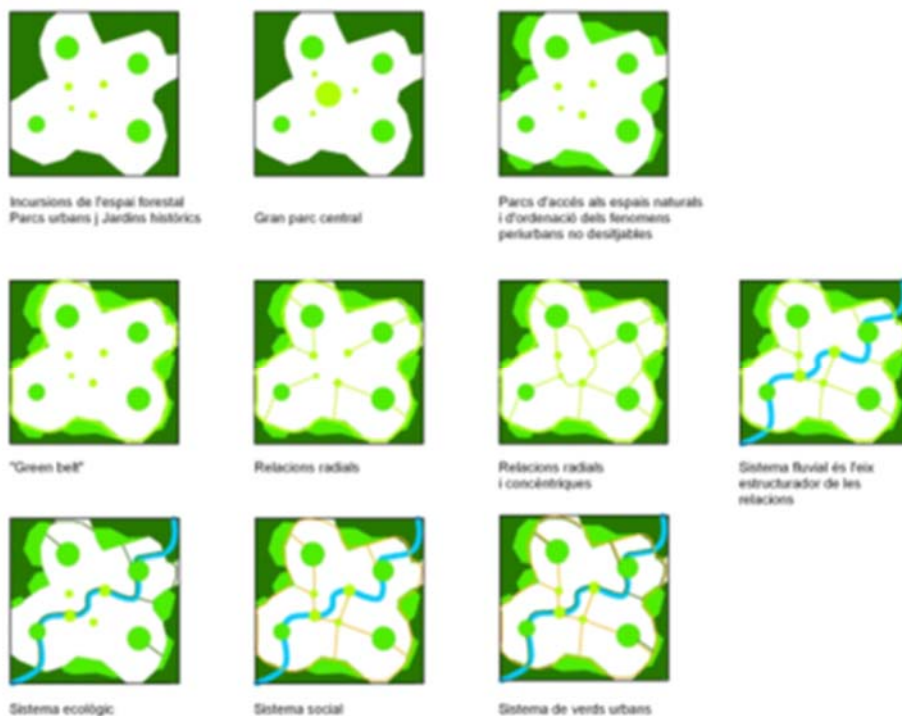 Incursions de l'espai forestal
Parcs urbans j Jardins històrics
Gran parc central
Parcs d'accés als espais naturals
i d'ordenació dels fenomens
periurbans no desitjables
"Green belt"
Relacions radials
Relacions radials
i concèntriques
Sistema fluvial és l'eix
estructurador de les
relacions
Sistema ecològic
Sistema social
Sistema de verds urbans